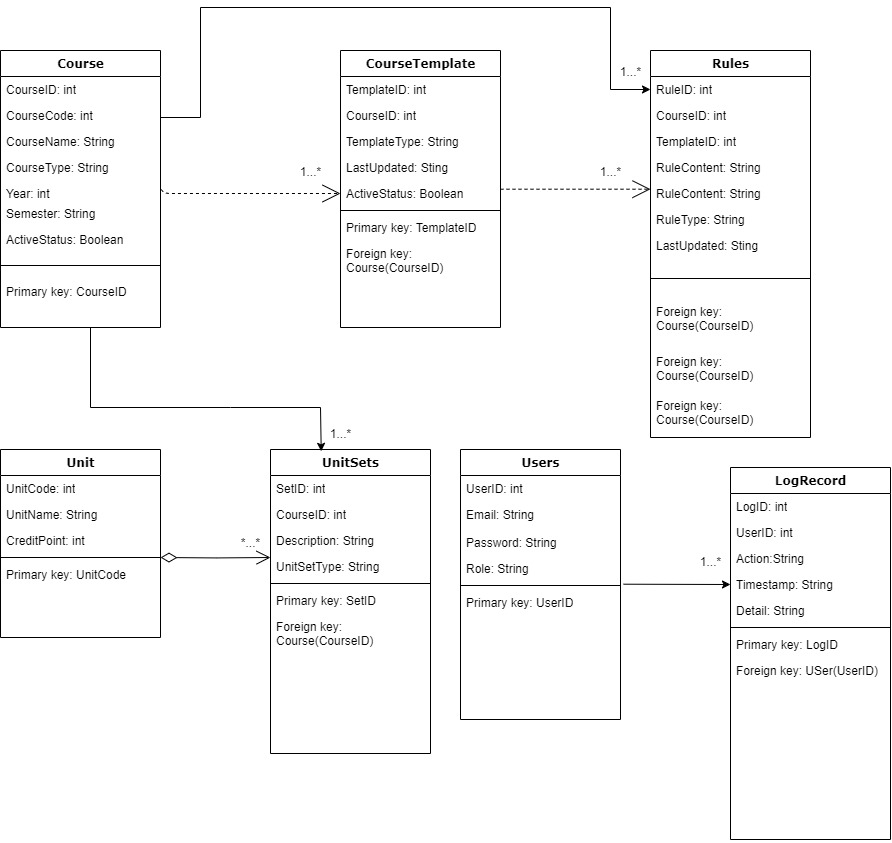 Course
CourseID: int
CourseCode: int
CourseName: String
CourseType: String
Year: int
Semester: String
ActiveStatus: Boolean
Primary key: CourseID
1...*
CourseTemplate
TemplateID: int
CourseID: int
TemplateType: String
LastUpdated: Sting
ActiveStatus: Boolean
Primary key: TemplateID
Foreign key:
Course(CourseID)
1...*
1...*
Rules
RuleID: int
CourseID: int
TemplateID: int
RuleContent: String
RuleContent: String
RuleType: String
LastUpdated: Sting
Foreign key:
Course(CourseID)
Foreign key:
Course(CourseID)
Foreign key:
Course(CourseID)
Unit
UnitCode: int
UnitName: String
CreditPoint: int
Primary key: UnitCode
*...*
1...*
UnitSets
SetID: int
CourseID: int
Description: String
UnitSetType: String
Primary key: SetID
Foreign key:
Course(CourseID)
Users
UserID: int
Email: String
Password: String
Role: String
Primary key: UserID
1...*
LogRecord
LogID: int
UserID: int
Action:String
Timestamp: String
Detail: String
Primary key: LogID
Foreign key: USer(UserID)